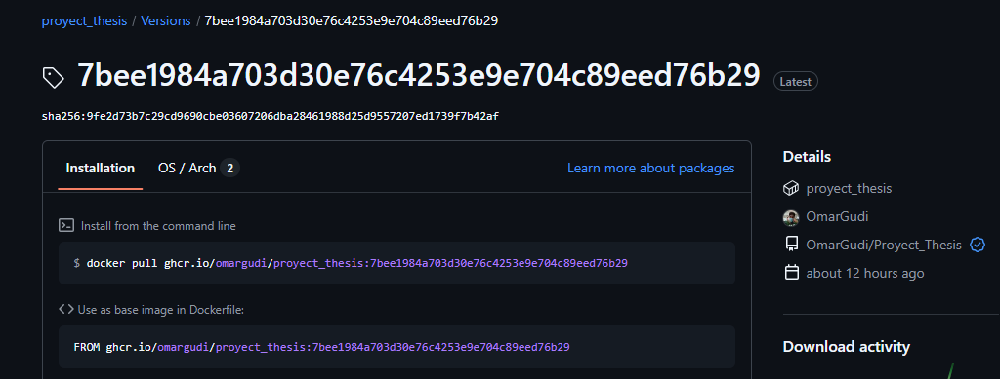 proyect_thesis / Versions / 7bee1984a703d30e76c4253e9e704c89eed76b29
7bee1984a703d30e76c4253e9e704c89eed76b29 Latest
sha256:9fe2d73b7c29cd9690cbe03607206dba28461988d25d9557207ed1739f7b42af
Installation OS / Arch 2 Learn more about packages
Install from the command line
$ docker pull ghcr.io/omargudi/proyect_thesis:7bee1984a703d30e76c4253e9e704c89eed76b29
Use as base image in Dockerfile:
FROM ghcr.io/omargudi/proyect_thesis:7bee1984a703d30e76c4253e9e704c89eed76b29
Details
proyect_thesis
OmarGudi
OmarGudi/Proyect_Thesis
about 12 hours ago
Download activity